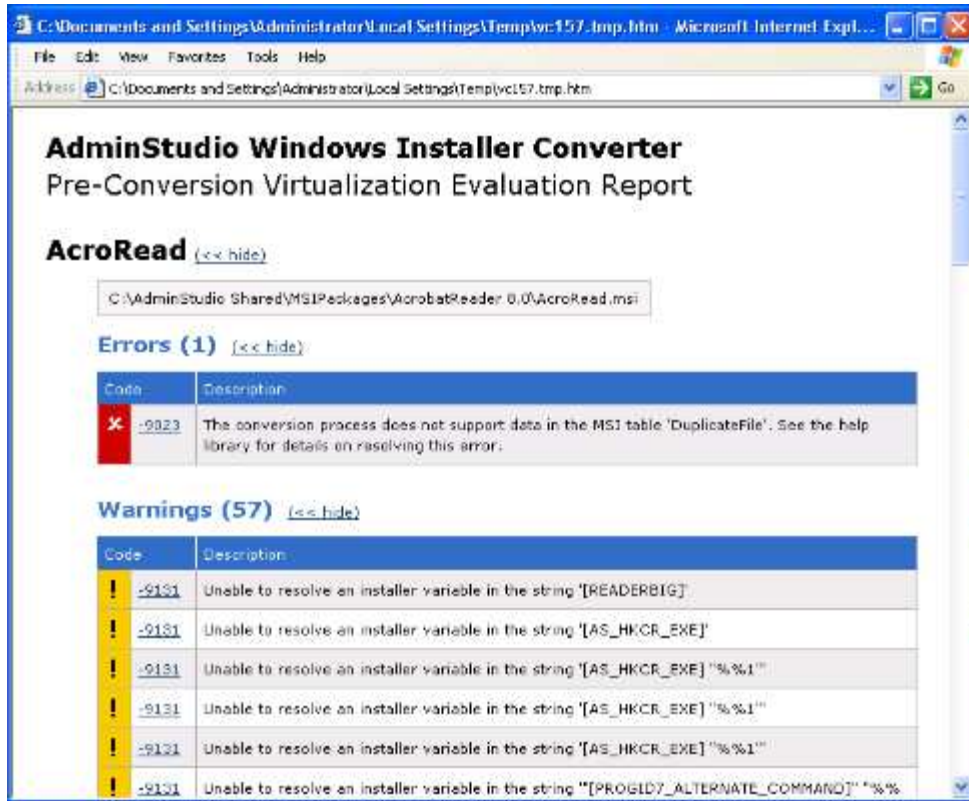 C:\Documents and Settings\Administrator\Local Settings\Temp\vc157.tmp.htm - Microsoft Internet Expl...
File Edit View Favorites Tools Help
Address C:\Documents and Settings\Administrator\Local Settings\Temp\vc157.tmp.htm Go
AdminStudio Windows Installer Converter
Pre-Conversion Virtualization Evaluation Report
AcroRead (<< hide)
C:\AdminStudio Shared\MSIPackages\AcrobatReader 8.0\AcroRead.msi
Errors (1) (<< hide)
Code Description
-9023 The conversion process does not support data in the MSI table 'DuplicateFile'. See the help
library for details on resolving this error.
Warnings (57) (<< hide)
Code Description
! -9131 Unable to resolve an installer variable in the string '[READERBIG]'
! -9131 Unable to resolve an installer variable in the string '[AS_HKCR_EXE]'
! -9131 Unable to resolve an installer variable in the string '[AS_HKCR_EXE] "%%1"'
! -9131 Unable to resolve an installer variable in the string '[AS_HKCR_EXE] "%%1"'
! -9131 Unable to resolve an installer variable in the string '[AS_HKCR_EXE] "%%1"'
! -9131 Unable to resolve an installer variable in the string '"[PROGID7_ALTERNATE_COMMAND]" "%%